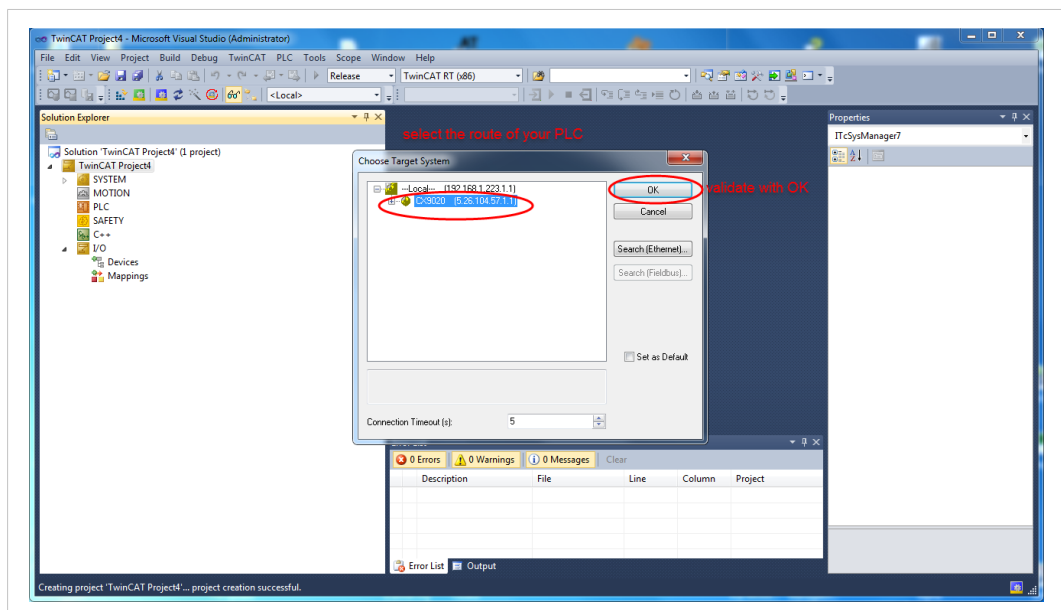 TwinCAT Project4 - Microsoft Visual Studio (Administrator)
File Edit View Project Build Debug TwinCAT PLC Tools Scope Window Help
Release TwinCAT RT (x86)
<Local>
Solution Explorer
Solution 'TwinCAT Project4' (1 project)
TwinCAT Project4
SYSTEM
MOTION
PLC
SAFETY
C++
I/O
Devices
Mappings
select the route of your PLC
Choose Target System
---Local--- (192.168.1.223.1.1)
CX9020 (5.26.104.57.1.1)
OK
validate with OK
Cancel
Search (Ethernet)...
Search (Fieldbus)...
Set as Default
Connection Timeout (s): 5
Properties
ITcSysManager7
0 Errors 0 Warnings 0 Messages Clear
Description File Line Column Project
Error List Output
Creating project 'TwinCAT Project4'... project creation successful.